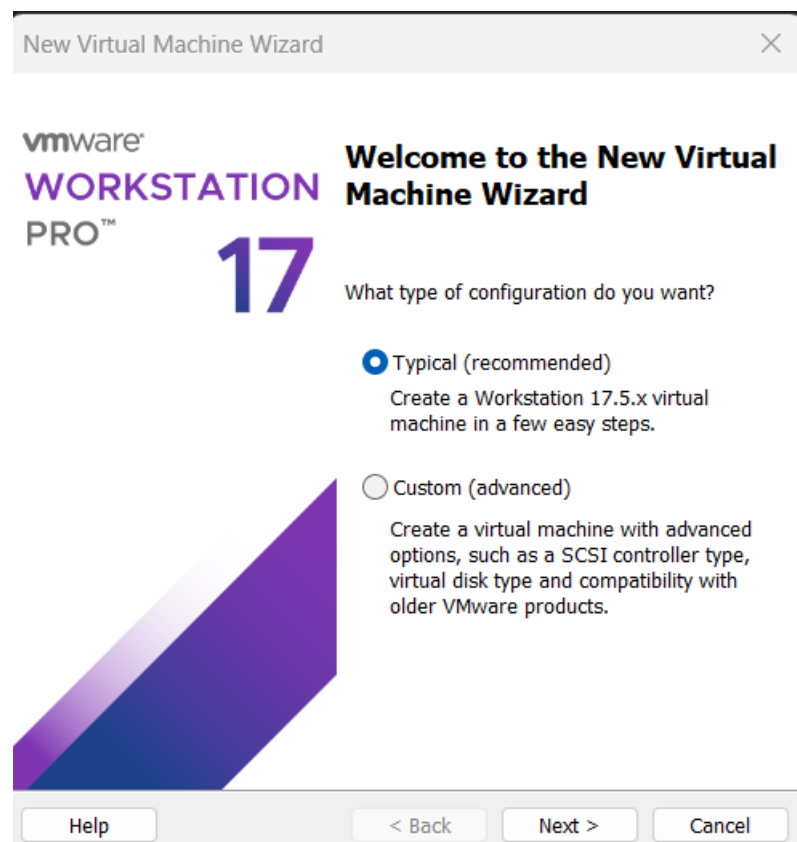 New Virtual Machine Wizard
vmware®
WORKSTATION
PRO™
17
Welcome to the New Virtual
Machine Wizard
What type of configuration do you want?
Typical (recommended)
Create a Workstation 17.5.x virtual
machine in a few easy steps.
Custom (advanced)
Create a virtual machine with advanced
options, such as a SCSI controller type,
virtual disk type and compatibility with
older VMware products.
Help
< Back
Next >
Cancel